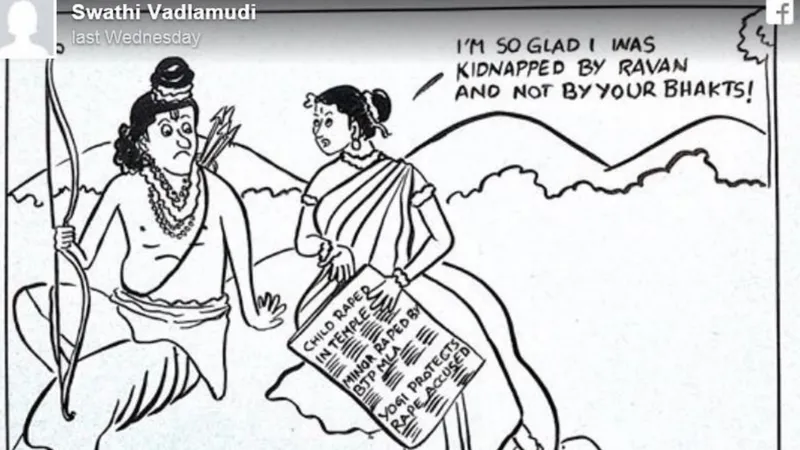 Swathi Vadlamudi
last Wednesday
f
I'M SO GLAD I WAS
KIDNAPPED BY RAVAN
AND NOT BY YOUR BHAKTS!
CHILD RAPED
IN TEMPLE
MINOR RAPED BY
BJP MLA
YOGI PROTECTS
RAPE ACCUSED